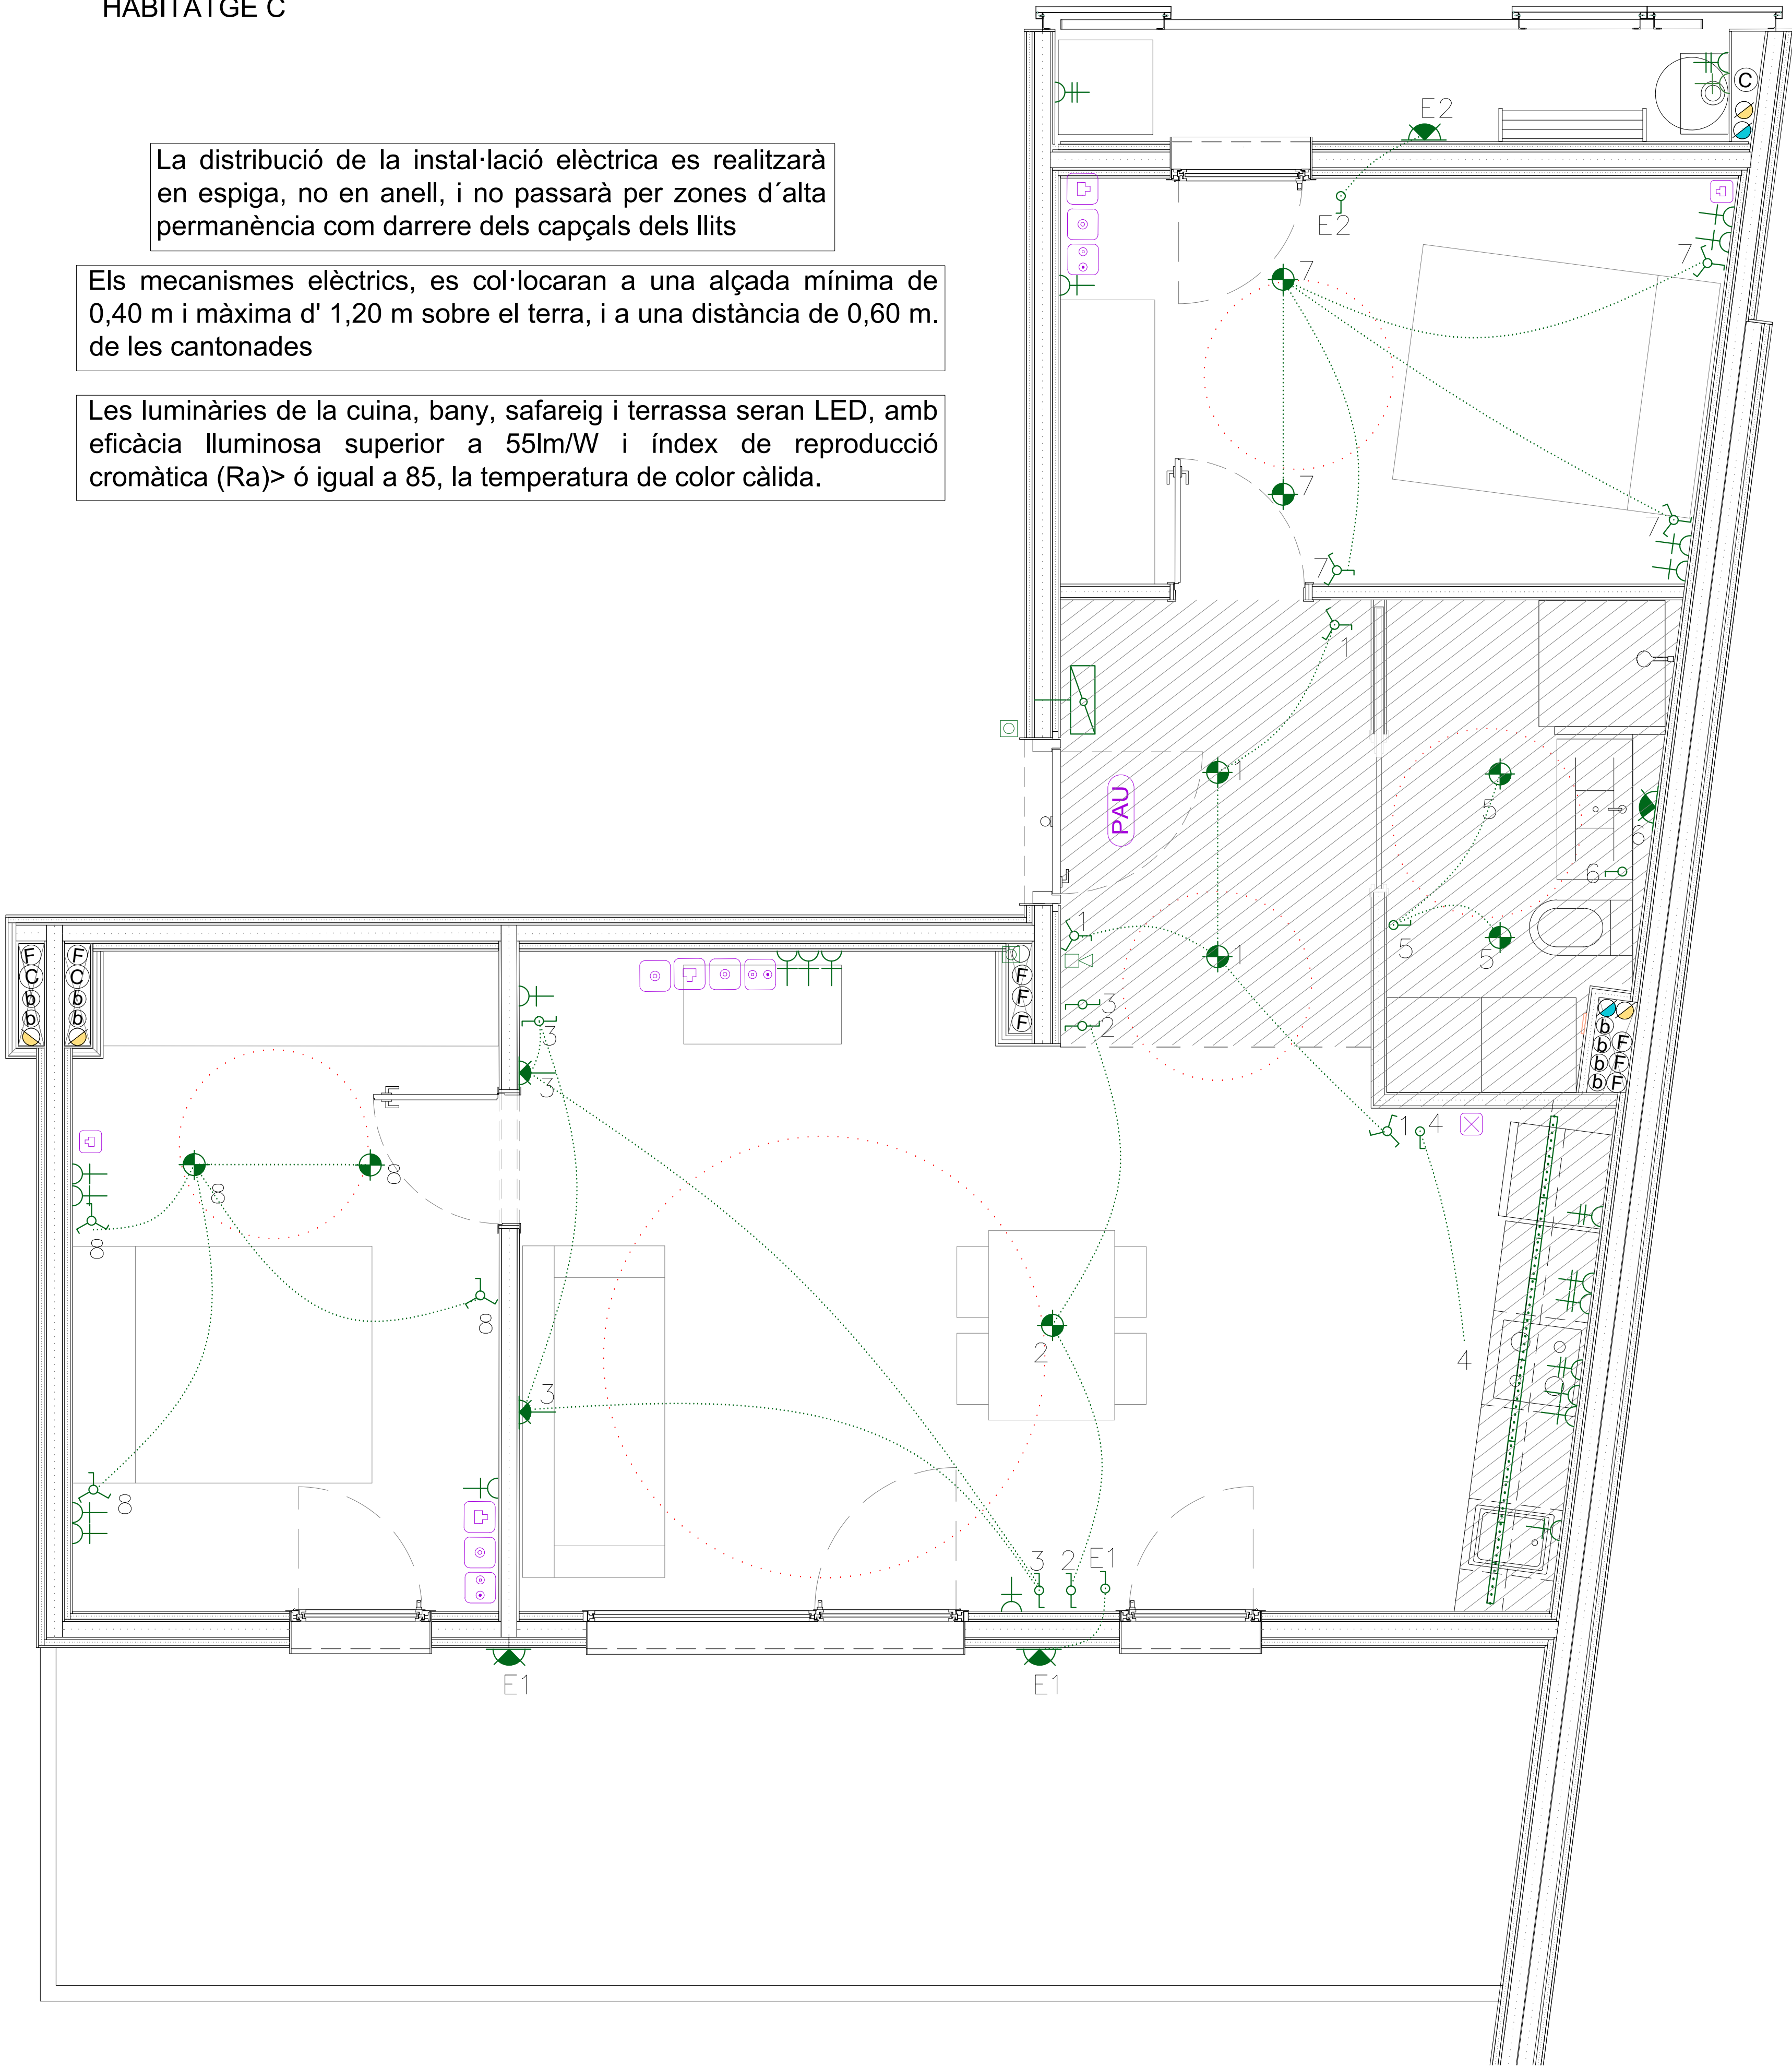 HABITATGE C
La distribució de la instal·lació elèctrica es realitzarà
en espiga, no en anell, i no passarà per zones d´alta
permanència com darrere dels capçals dels llits
Els mecanismes elèctrics, es col·locaran a una alçada mínima de
0,40 m i màxima d' 1,20 m sobre el terra, i a una distància de 0,60 m.
de les cantonades
Les luminàries de la cuina, bany, safareig i terrassa seran LED, amb
eficàcia lluminosa superior a 55lm/W i índex de reproducció
cromàtica (Ra)> ó igual a 85, la temperatura de color càlida.
C
E2
E2
7
7
7
7
7
1
1
PAU
5
6
6
1
1
5
5
3
2
F
C
b
b
F
C
b
b
F
F
F
3
3
b
b
b
b
F
F
F
1
4
8
8
8
8
2
4
3
8
3
2
E1
E1
E1